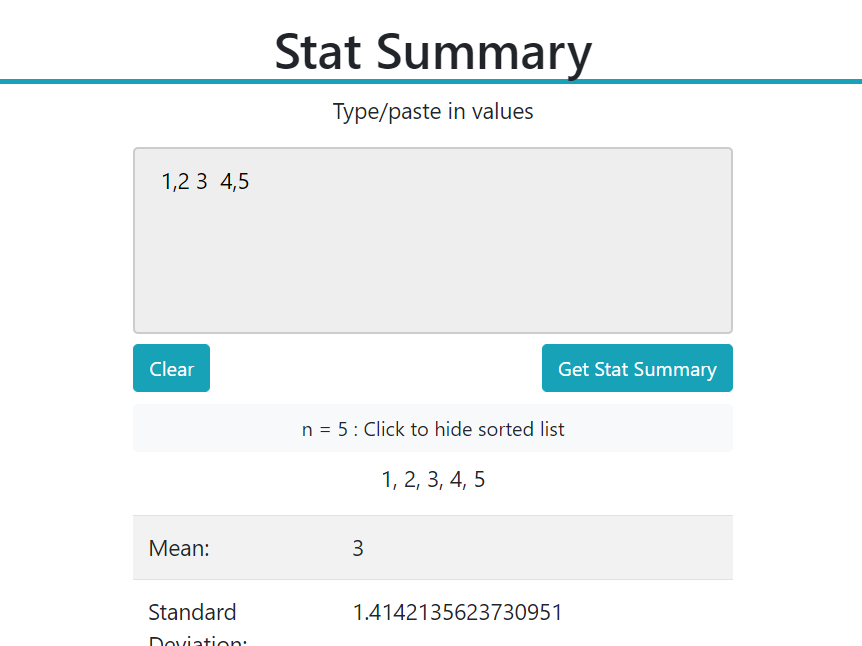 Stat Summary
Type/paste in values
1,2 3  4,5
Clear
Get Stat Summary
n = 5 : Click to hide sorted list
1, 2, 3, 4, 5
Mean: 3
Standard 1.4142135623730951
Deviation: